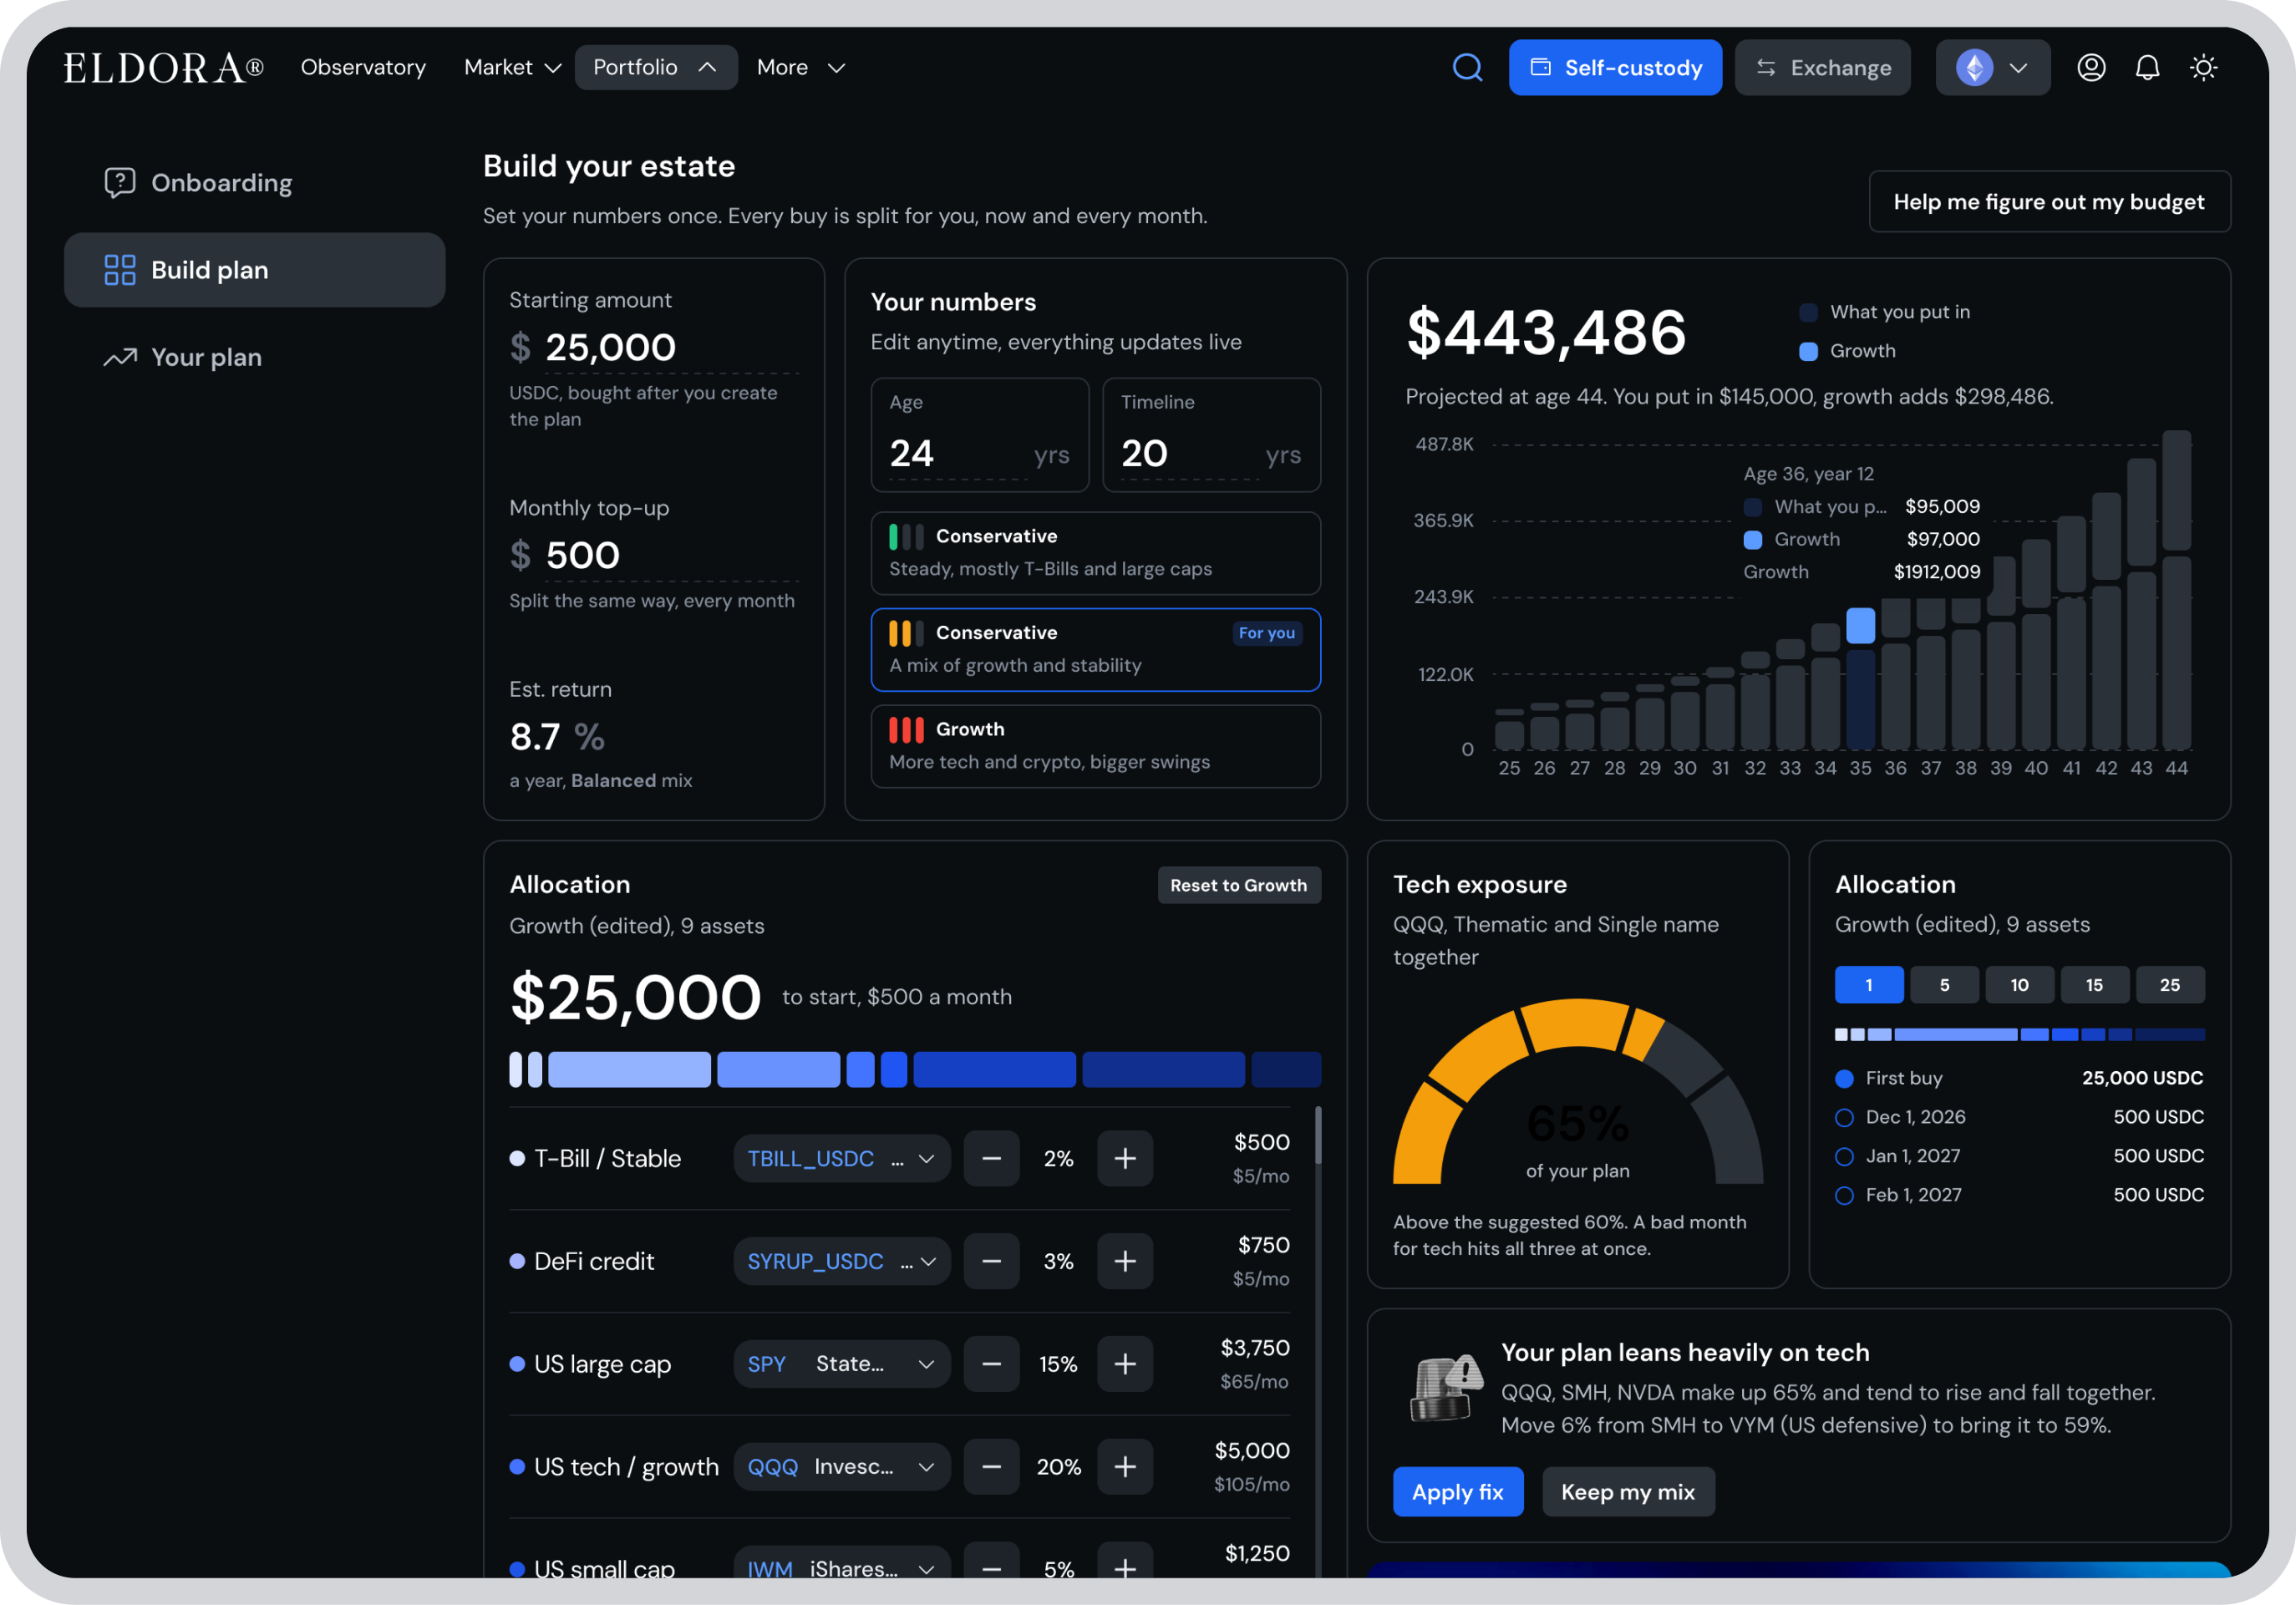 ELDORA®
Observatory
Market
Portfolio
More
Self-custody
Exchange
Onboarding
Build plan
Your plan
Build your estate
Set your numbers once. Every buy is split for you, now and every month.
Help me figure out my budget
Starting amount
$ 25,000
USDC, bought after you create
the plan
Monthly top-up
$ 500
Split the same way, every month
Est. return
8.7 %
a year, Balanced mix
Your numbers
Edit anytime, everything updates live
Age
24 yrs
Timeline
20 yrs
Conservative
Steady, mostly T-Bills and large caps
Conservative
For you
A mix of growth and stability
Growth
More tech and crypto, bigger swings
$443,486
What you put in
Growth
Projected at age 44. You put in $145,000, growth adds $298,486.
487.8K
365.9K
243.9K
122.0K
0
Age 36, year 12
What you p... $95,009
Growth $97,000
Growth $1912,009
25 26 27 28 29 30 31 32 33 34 35 36 37 38 39 40 41 42 43 44
Allocation
Reset to Growth
Growth (edited), 9 assets
$25,000 to start, $500 a month
T-Bill / Stable TBILL_USDC ... 2% $500
$5/mo
DeFi credit SYRUP_USDC ... 3% $750
$5/mo
US large cap SPY State... 15% $3,750
$65/mo
US tech / growth QQQ Invesc... 20% $5,000
$105/mo
US small cap IWM iShares... 5% $1,250
Tech exposure
QQQ, Thematic and Single name
together
65%
of your plan
Above the suggested 60%. A bad month
for tech hits all three at once.
Allocation
Growth (edited), 9 assets
1 5 10 15 25
First buy 25,000 USDC
Dec 1, 2026 500 USDC
Jan 1, 2027 500 USDC
Feb 1, 2027 500 USDC
Your plan leans heavily on tech
QQQ, SMH, NVDA make up 65% and tend to rise and fall together.
Move 6% from SMH to VYM (US defensive) to bring it to 59%.
Apply fix
Keep my mix